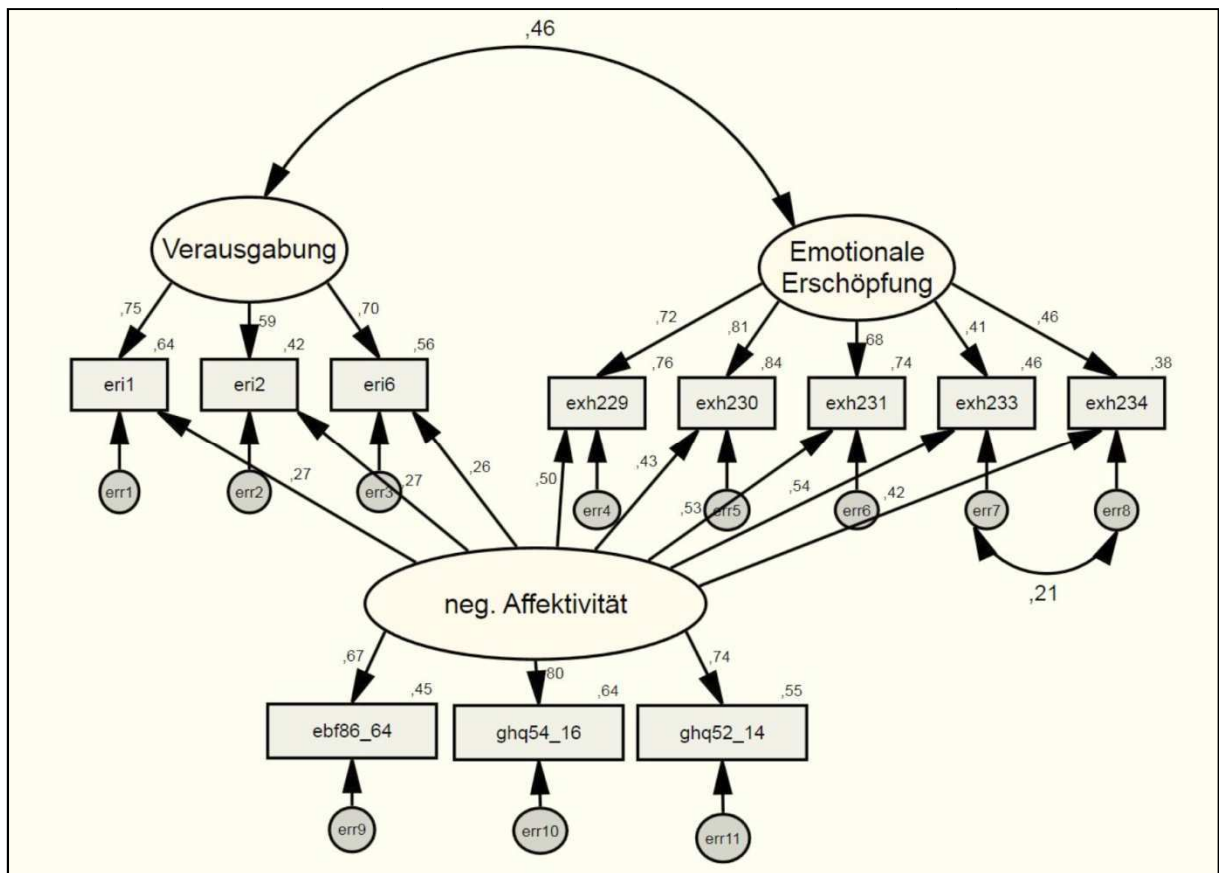 ,46
Verausgabung
Emotionale
Erschöpfung
,75
59
,70
,72
,81
68
,41
,46
,64
,42
,56
,76
,84
,74
,46
,38
eri1
eri2
eri6
exh229
exh230
exh231
exh233
exh234
,27
,27
,26
,50
,43
,53
,54
,42
err1
err2
err3
err4
err5
err6
err7
err8
,21
neg. Affektivität
,67
80
,74
,45
,64
,55
ebf86_64
ghq54_16
ghq52_14
err9
err10
err11